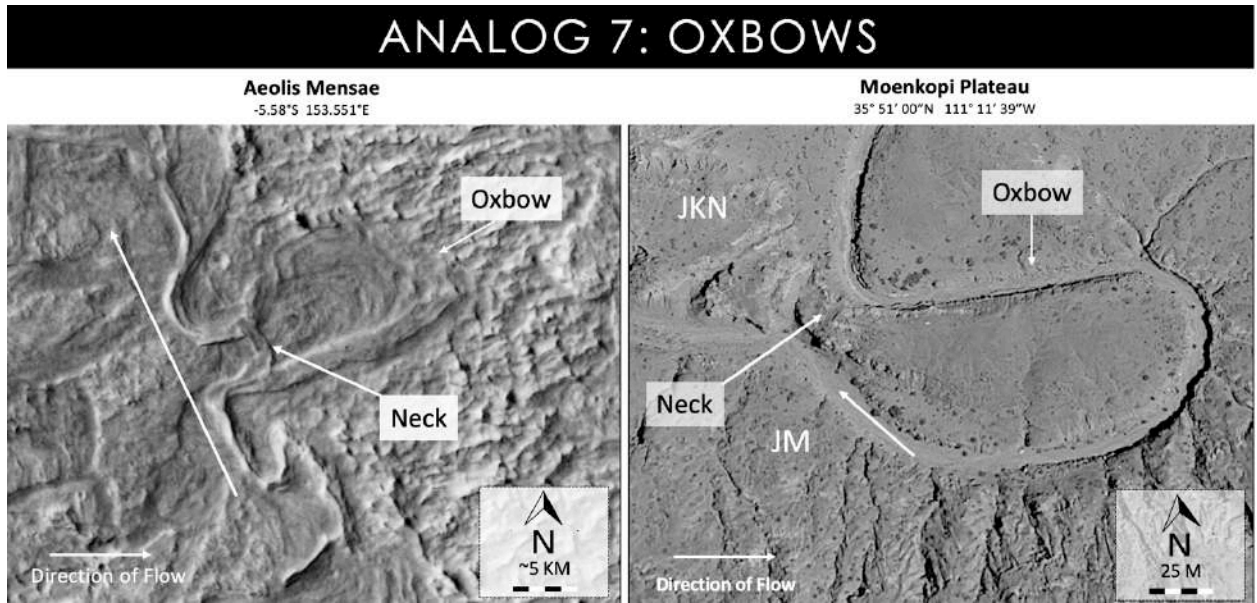 ANALOG 7: OXBOWS
Aeolis Mensae
-5.58°S 153.551°E
Oxbow
Neck
Direction of Flow
N
~5 KM
Moenkopi Plateau
35° 51' 00"N 111° 11' 39"W
JKN
Oxbow
Neck
JM
Direction of Flow
N
25 M